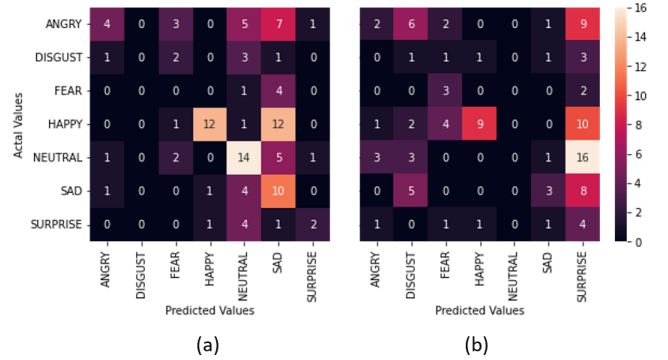 ANGRY 4 0 3 0 5 7 1 2 6 2 0 0 1 9 16
DISGUST 1 0 2 0 3 1 0 0 1 1 1 0 1 3 14
FEAR 0 0 0 0 1 4 0 0 0 3 0 0 0 2 12
HAPPY 0 0 1 12 1 12 0 1 2 4 9 0 0 10 10
NEUTRAL 1 0 2 0 14 5 1 3 3 0 0 0 1 16 8
SAD 1 0 0 1 4 10 0 0 5 0 0 0 3 8 6
SURPRISE 0 0 0 1 4 1 2 1 0 1 1 0 1 4 4
2
0
Actal Values
ANGRY DISGUST FEAR HAPPY NEUTRAL SAD SURPRISE ANGRY DISGUST FEAR HAPPY NEUTRAL SAD SURPRISE
Predicted Values Predicted Values
(a) (b)